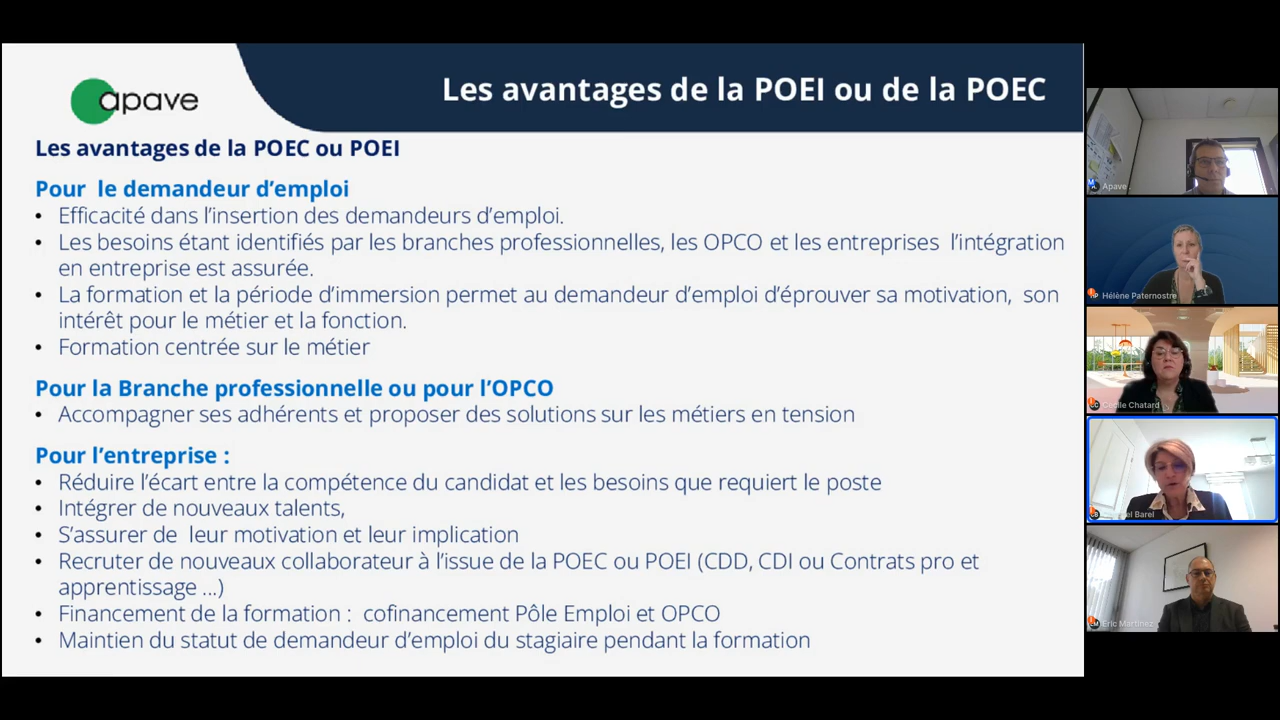 apave
Les avantages de la POEI ou de la POEC
Les avantages de la POEC ou POEI
Pour  le demandeur d’emploi
• Efficacité dans l’insertion des demandeurs d’emploi.
• Les besoins étant identifiés par les branches professionnelles, les OPCO et les entreprises  l’intégration
en entreprise est assurée.
• La formation et la période d’immersion permet au demandeur d’emploi d’éprouver sa motivation,  son
intérêt pour le métier et la fonction.
• Formation centrée sur le métier
Pour la Branche professionnelle ou pour l’OPCO
• Accompagner ses adhérents et proposer des solutions sur les métiers en tension
Pour l’entreprise :
• Réduire l’écart entre la compétence du candidat et les besoins que requiert le poste
• Intégrer de nouveaux talents,
• S’assurer de  leur motivation et leur implication
• Recruter de nouveaux collaborateur à l’issue de la POEC ou POEI (CDD, CDI ou Contrats pro et
apprentissage ...)
• Financement de la formation :  cofinancement Pôle Emploi et OPCO
• Maintien du statut de demandeur d’emploi du stagiaire pendant la formation
Apave
Hélène Paternostre
Cécile Chatard
Barel
Eric Martinez